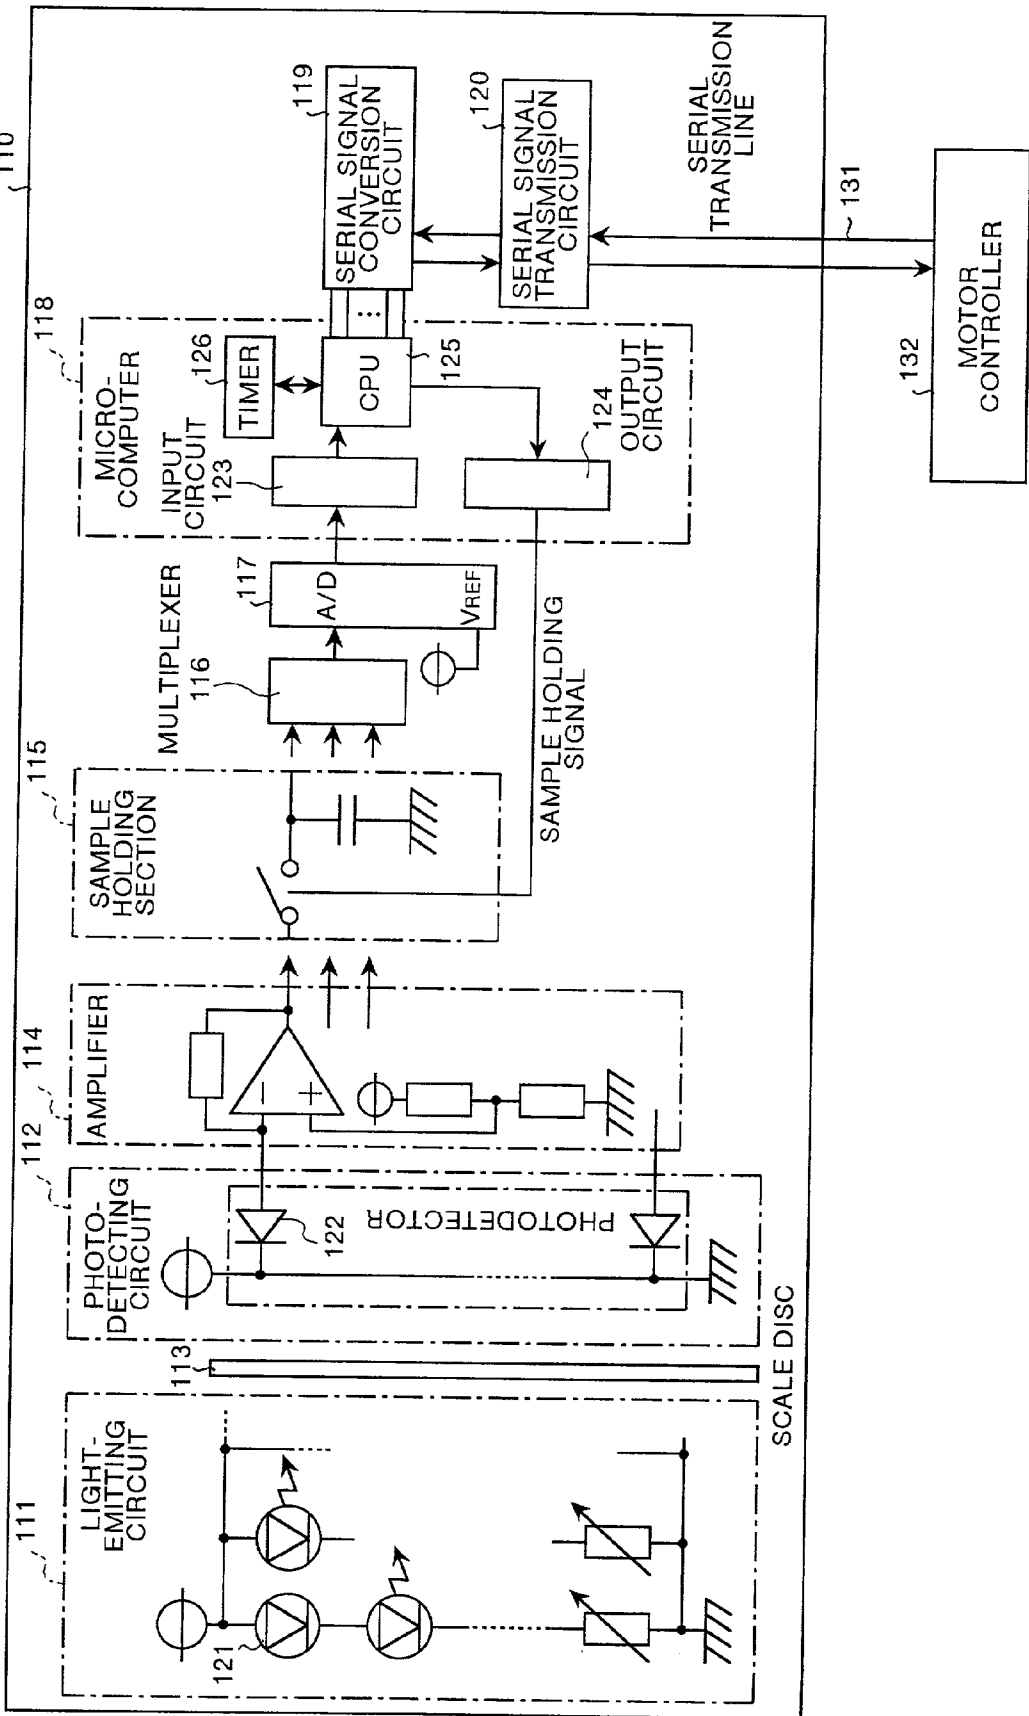 110
111
LIGHT-
EMITTING
CIRCUIT
121
113
SCALE DISC
112
PHOTO-
DETECTING
CIRCUIT
122
PHOTODETECTOR
114
AMPLIFIER
−
+
115
SAMPLE
HOLDING
SECTION
SAMPLE HOLDING
SIGNAL
MULTIPLEXER
116
117
A/D
VREF
118
MICRO-
COMPUTER
INPUT
CIRCUIT
123
126
TIMER
CPU
125
124
OUTPUT
CIRCUIT
119
SERIAL SIGNAL
CONVERSION
CIRCUIT
120
SERIAL SIGNAL
TRANSMISSION
CIRCUIT
SERIAL
TRANSMISSION
LINE
131
132
MOTOR
CONTROLLER